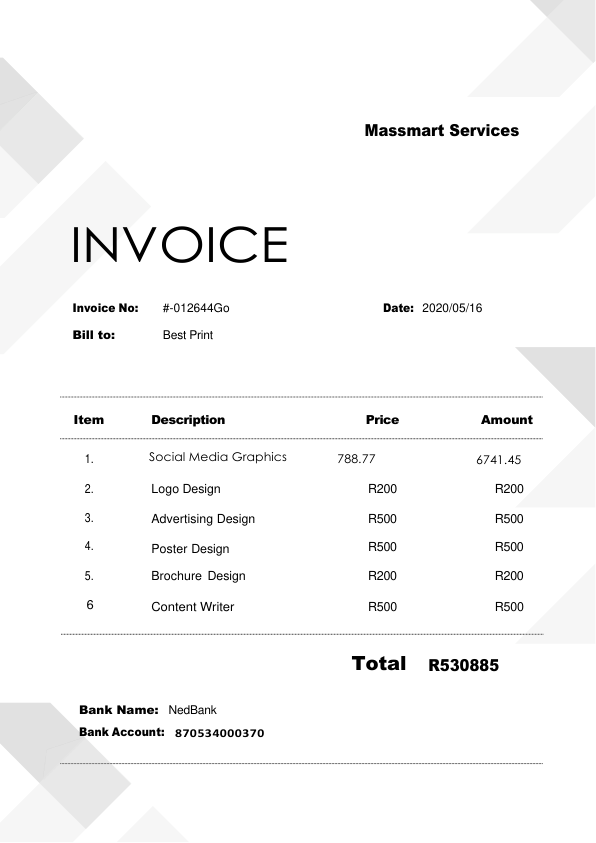 Massmart Services
INVOICE
Invoice No: #-012644Go Date: 2020/05/16
Bill to: Best Print
Item Description Price Amount
1. Social Media Graphics 788.77 6741.45
2. Logo Design R200 R200
3. Advertising Design R500 R500
4. Poster Design R500 R500
5. Brochure Design R200 R200
6 Content Writer R500 R500
Total R530885
Bank Name: NedBank
Bank Account: 870534000370